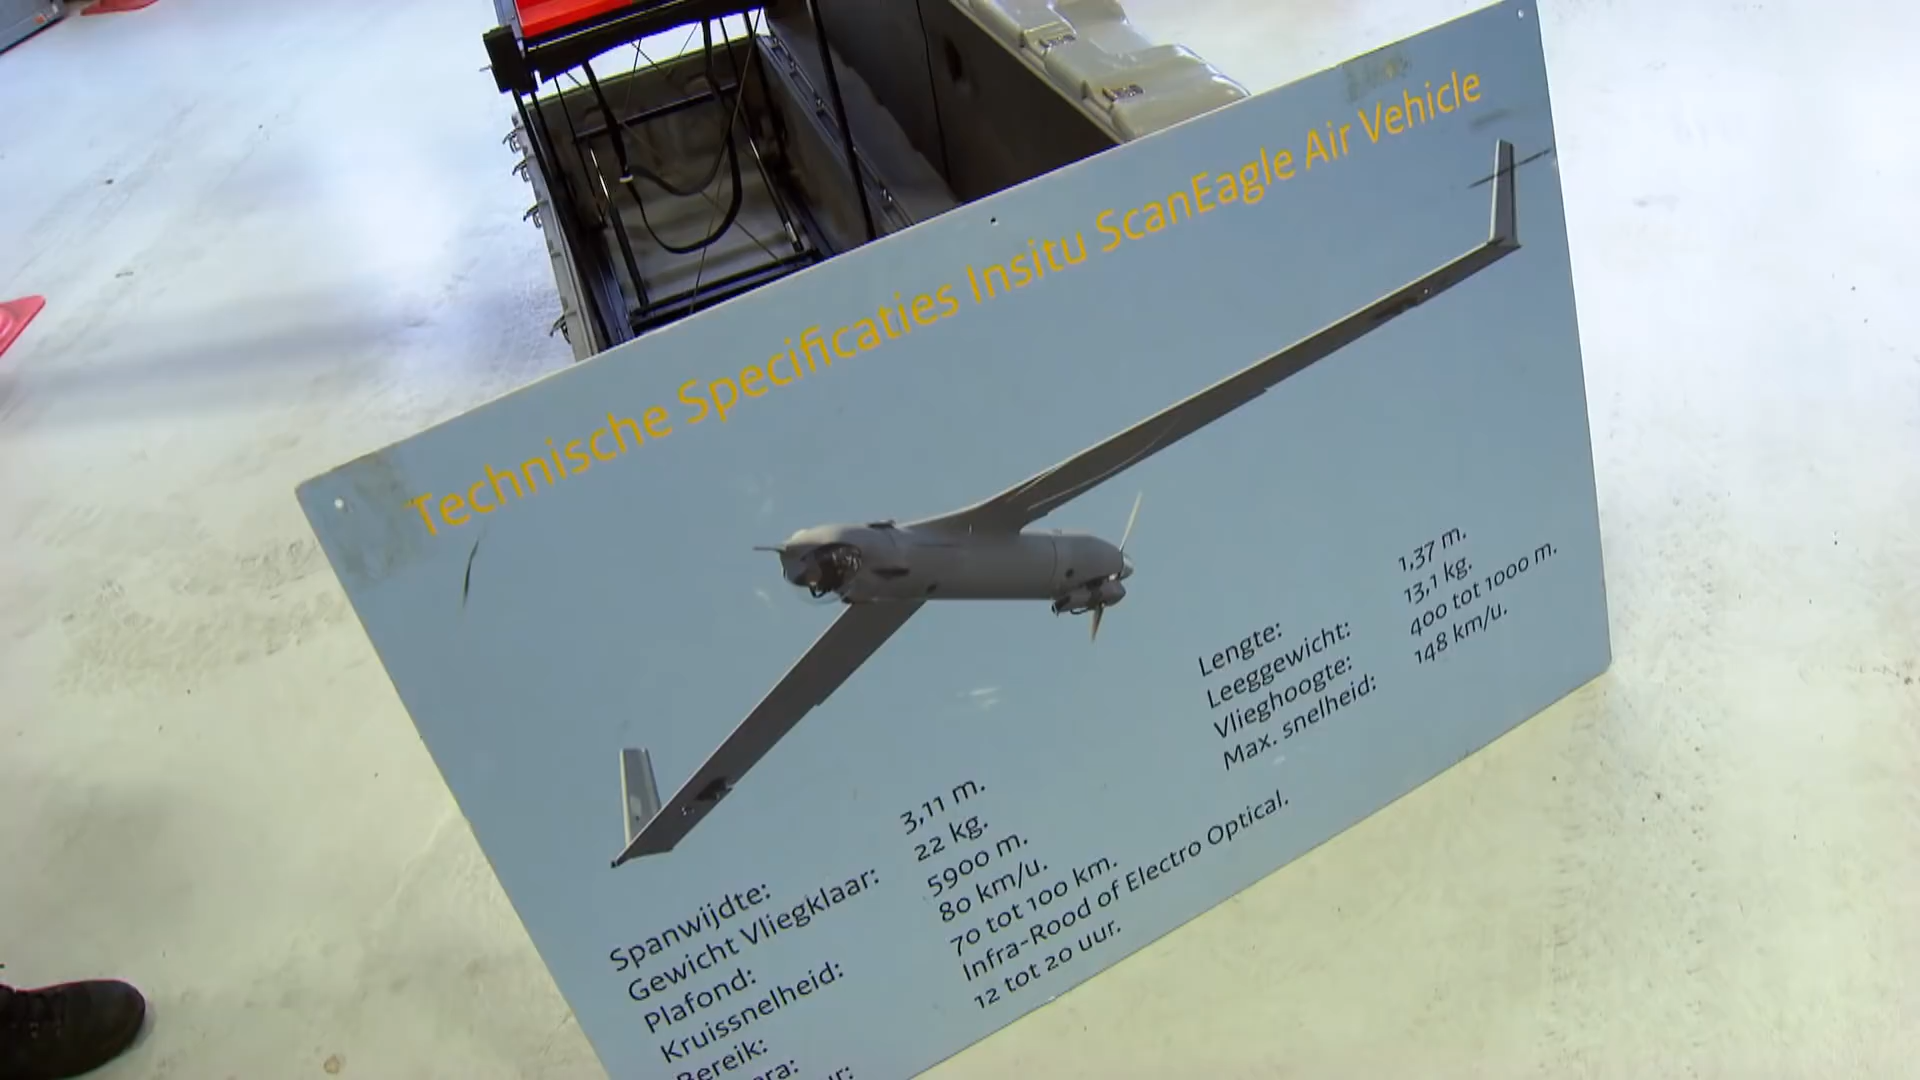 Technische Specificaties Insitu ScanEagle Air Vehicle
Spanwijdte: 3,11 m.
Gewicht Vliegklaar: 22 kg.
Plafond: 5900 m.
Kruissnelheid: 80 km/u.
Bereik: 70 tot 100 km.
Infra-Rood of Electro Optical.
12 tot 20 uur.
Lengte: 1,37 m.
Leeggewicht: 13,1 kg.
Vlieghoogte: 400 tot 1000 m.
Max. snelheid: 148 km/u.